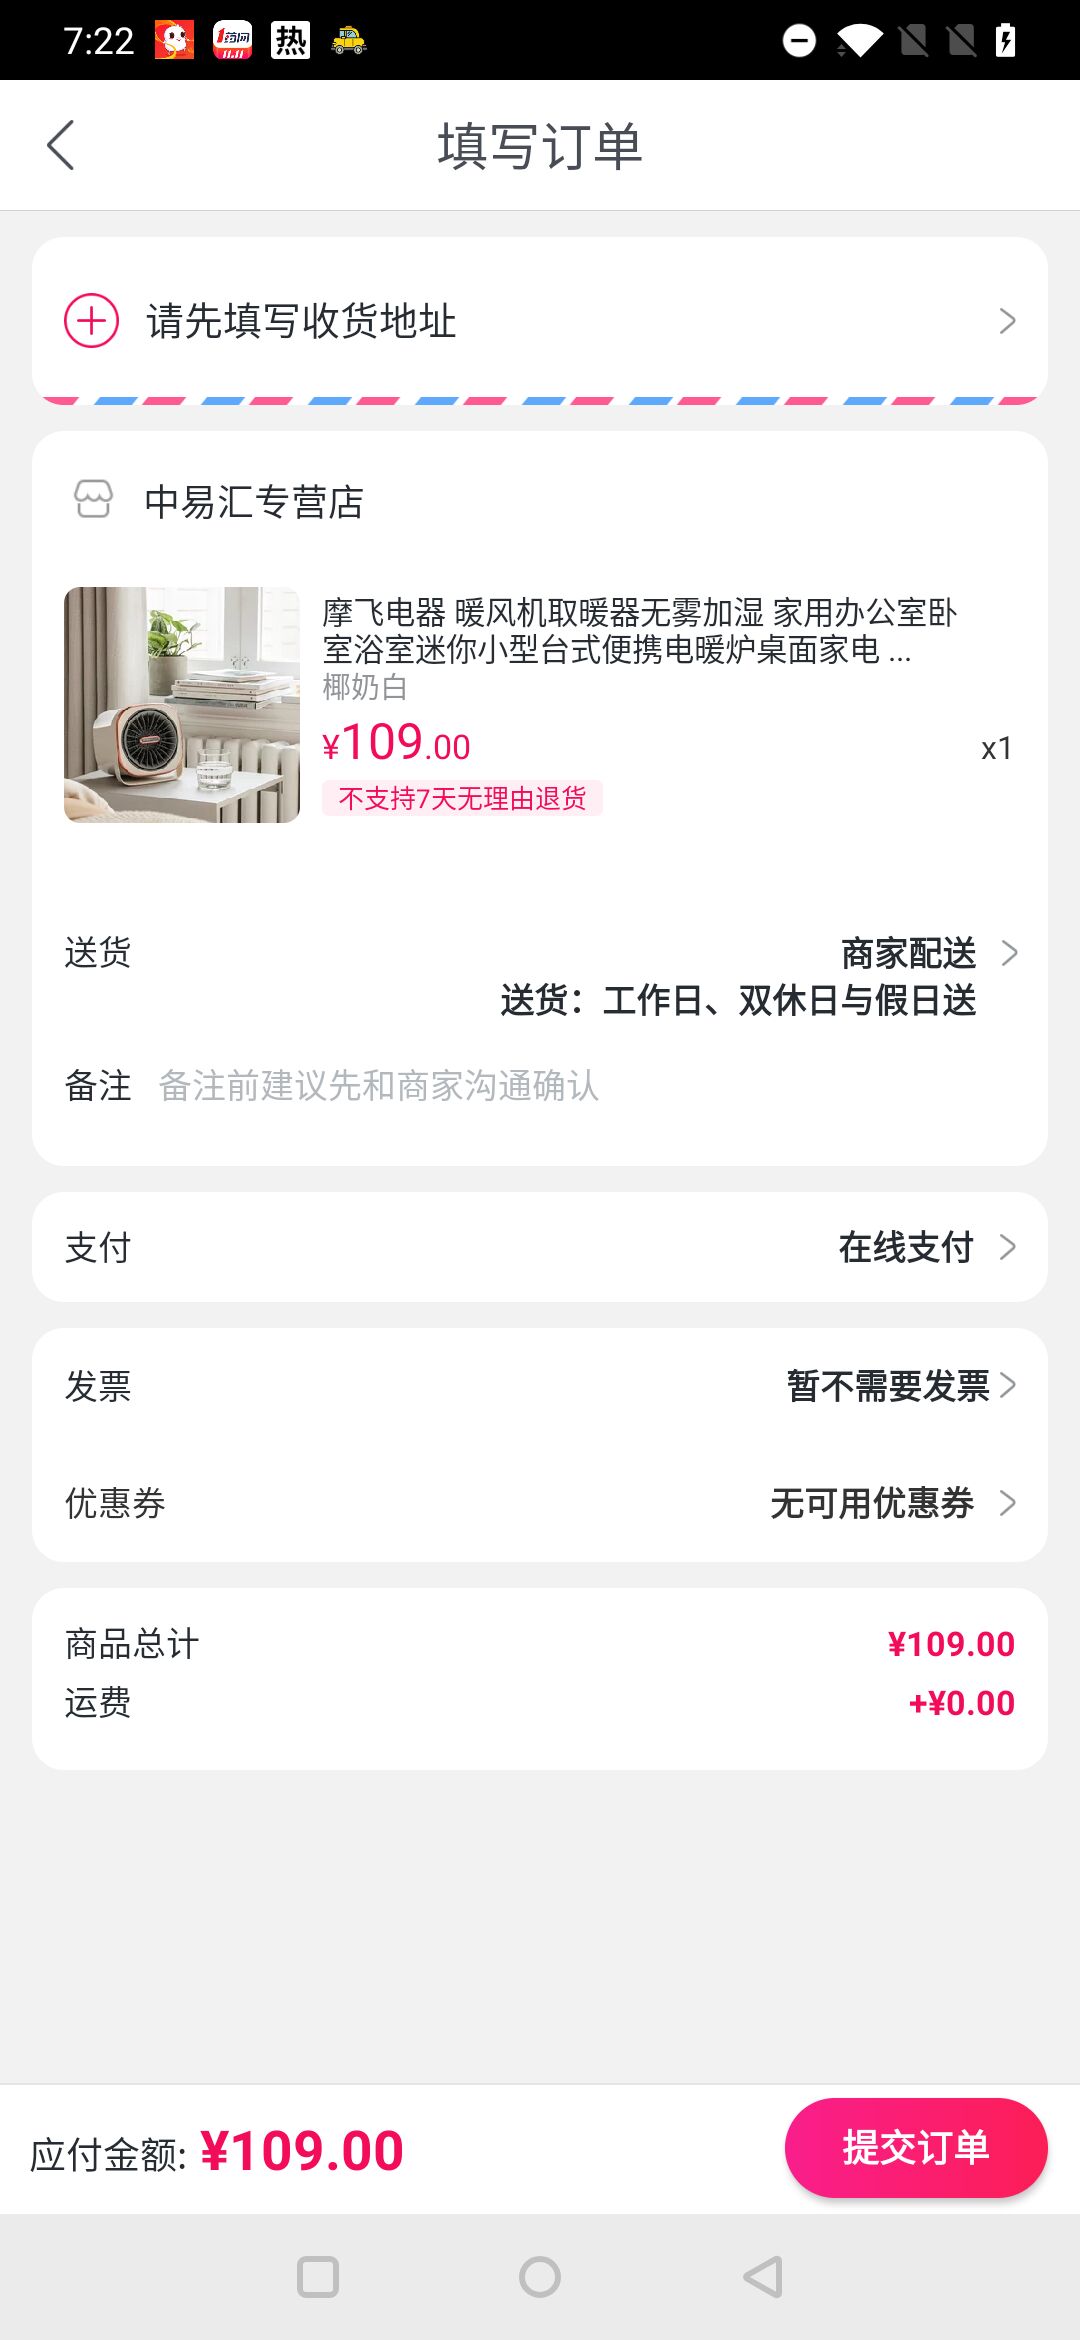 7:22
1药网
11.11
热
填写订单
请先填写收货地址
中易汇专营店
摩飞电器 暖风机取暖器无雾加湿 家用办公室卧
室浴室迷你小型台式便携电暖炉桌面家电 ...
椰奶白
¥109.00
x1
不支持7天无理由退货
送货
商家配送
送货：工作日、双休日与假日送
备注 备注前建议先和商家沟通确认
支付
在线支付
发票
暂不需要发票
优惠券
无可用优惠券
商品总计
¥109.00
运费
+¥0.00
应付金额: ¥109.00
提交订单